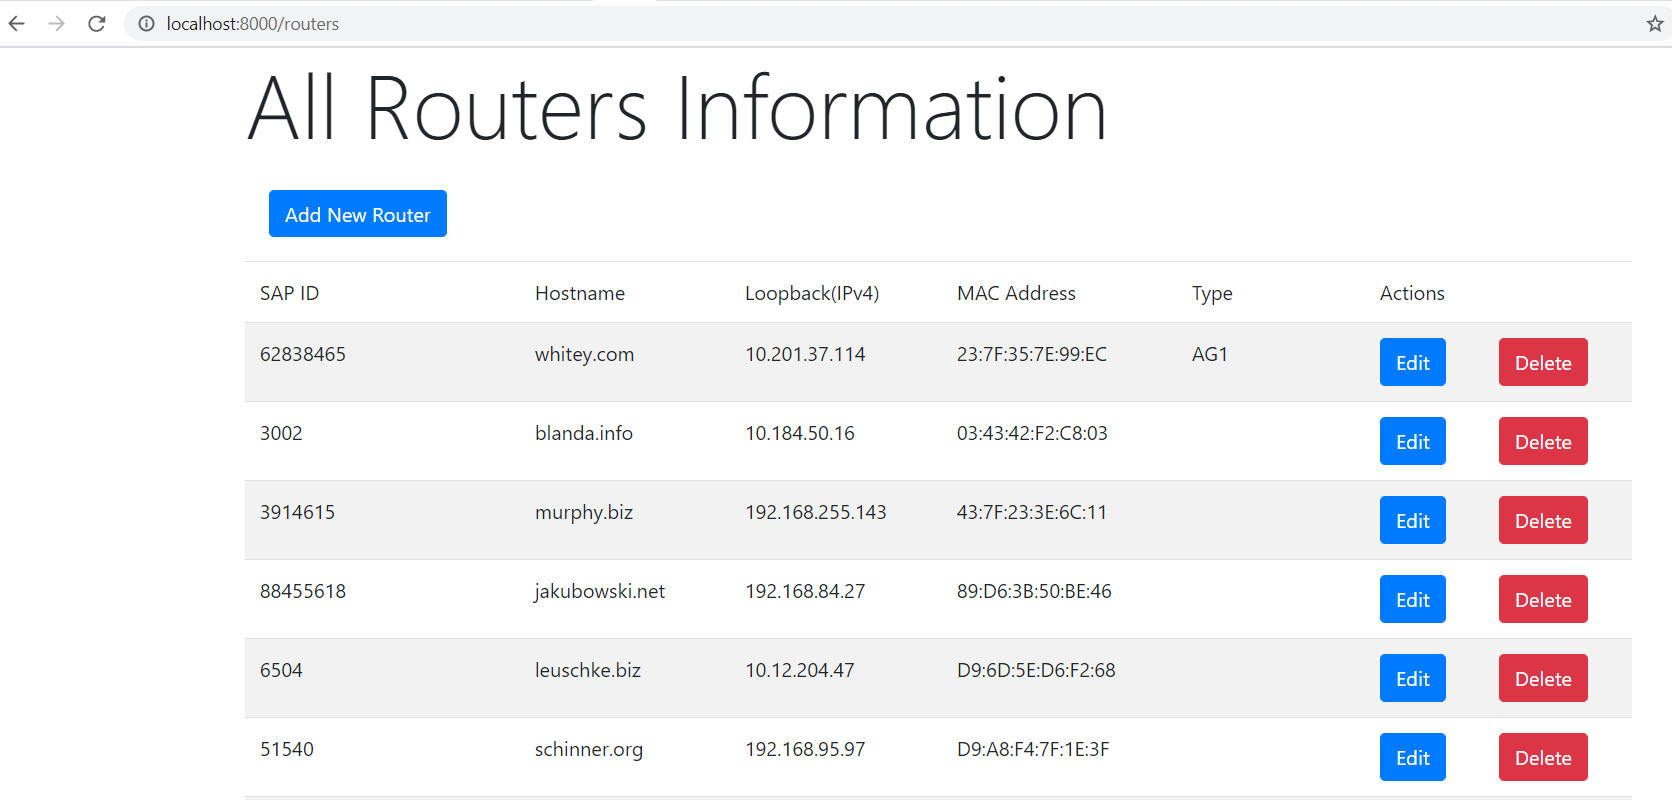 localhost:8000/routers
All Routers Information
Add New Router
SAP ID Hostname Loopback(IPv4) MAC Address Type Actions
62838465 whitey.com 10.201.37.114 23:7F:35:7E:99:EC AG1 Edit Delete
3002 blanda.info 10.184.50.16 03:43:42:F2:C8:03 Edit Delete
3914615 murphy.biz 192.168.255.143 43:7F:23:3E:6C:11 Edit Delete
88455618 jakubowski.net 192.168.84.27 89:D6:3B:50:BE:46 Edit Delete
6504 leuschke.biz 10.12.204.47 D9:6D:5E:D6:F2:68 Edit Delete
51540 schinner.org 192.168.95.97 D9:A8:F4:7F:1E:3F Edit Delete